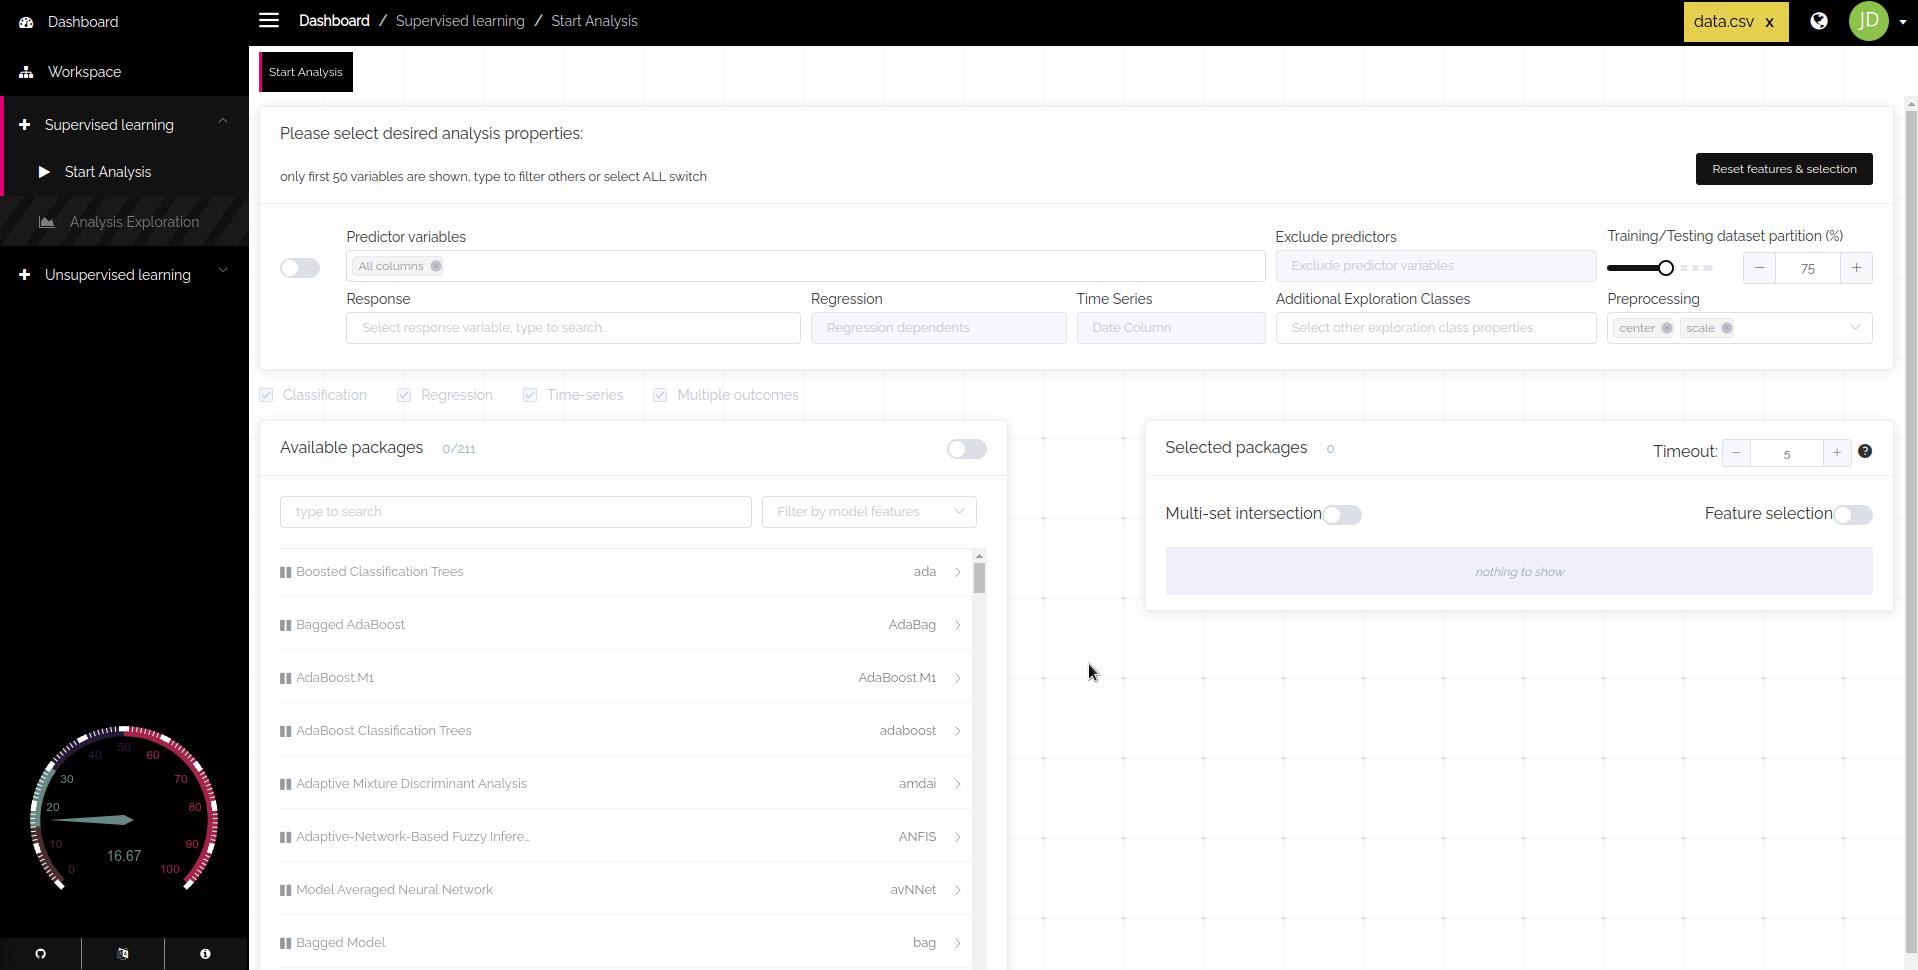 Dashboard
Workspace
Supervised learning
Start Analysis
Analysis Exploration
Unsupervised learning
0
10
20
30
40
50
60
70
80
90
100
16.67
Dashboard / Supervised learning / Start Analysis
data.csv x
JD
Start Analysis
Please select desired analysis properties:
only first 50 variables are shown, type to filter others or select ALL switch
Reset features & selection
Predictor variables
All columns
Exclude predictors
Exclude predictor variables
Training/Testing dataset partition (%)
− 75 +
Response
Select response variable, type to search...
Regression
Regression dependents
Time Series
Date Column
Additional Exploration Classes
Select other exploration class properties
Preprocessing
center scale
Classification Regression Time-series Multiple outcomes
Available packages 0/211
type to search
Filter by model features
Boosted Classification Trees ada
Bagged AdaBoost AdaBag
AdaBoost.M1 AdaBoost.M1
AdaBoost Classification Trees adaboost
Adaptive Mixture Discriminant Analysis amdai
Adaptive-Network-Based Fuzzy Infere... ANFIS
Model Averaged Neural Network avNNet
Bagged Model bag
Selected packages 0
Timeout: − 5 + ?
Multi-set intersection
Feature selection
nothing to show